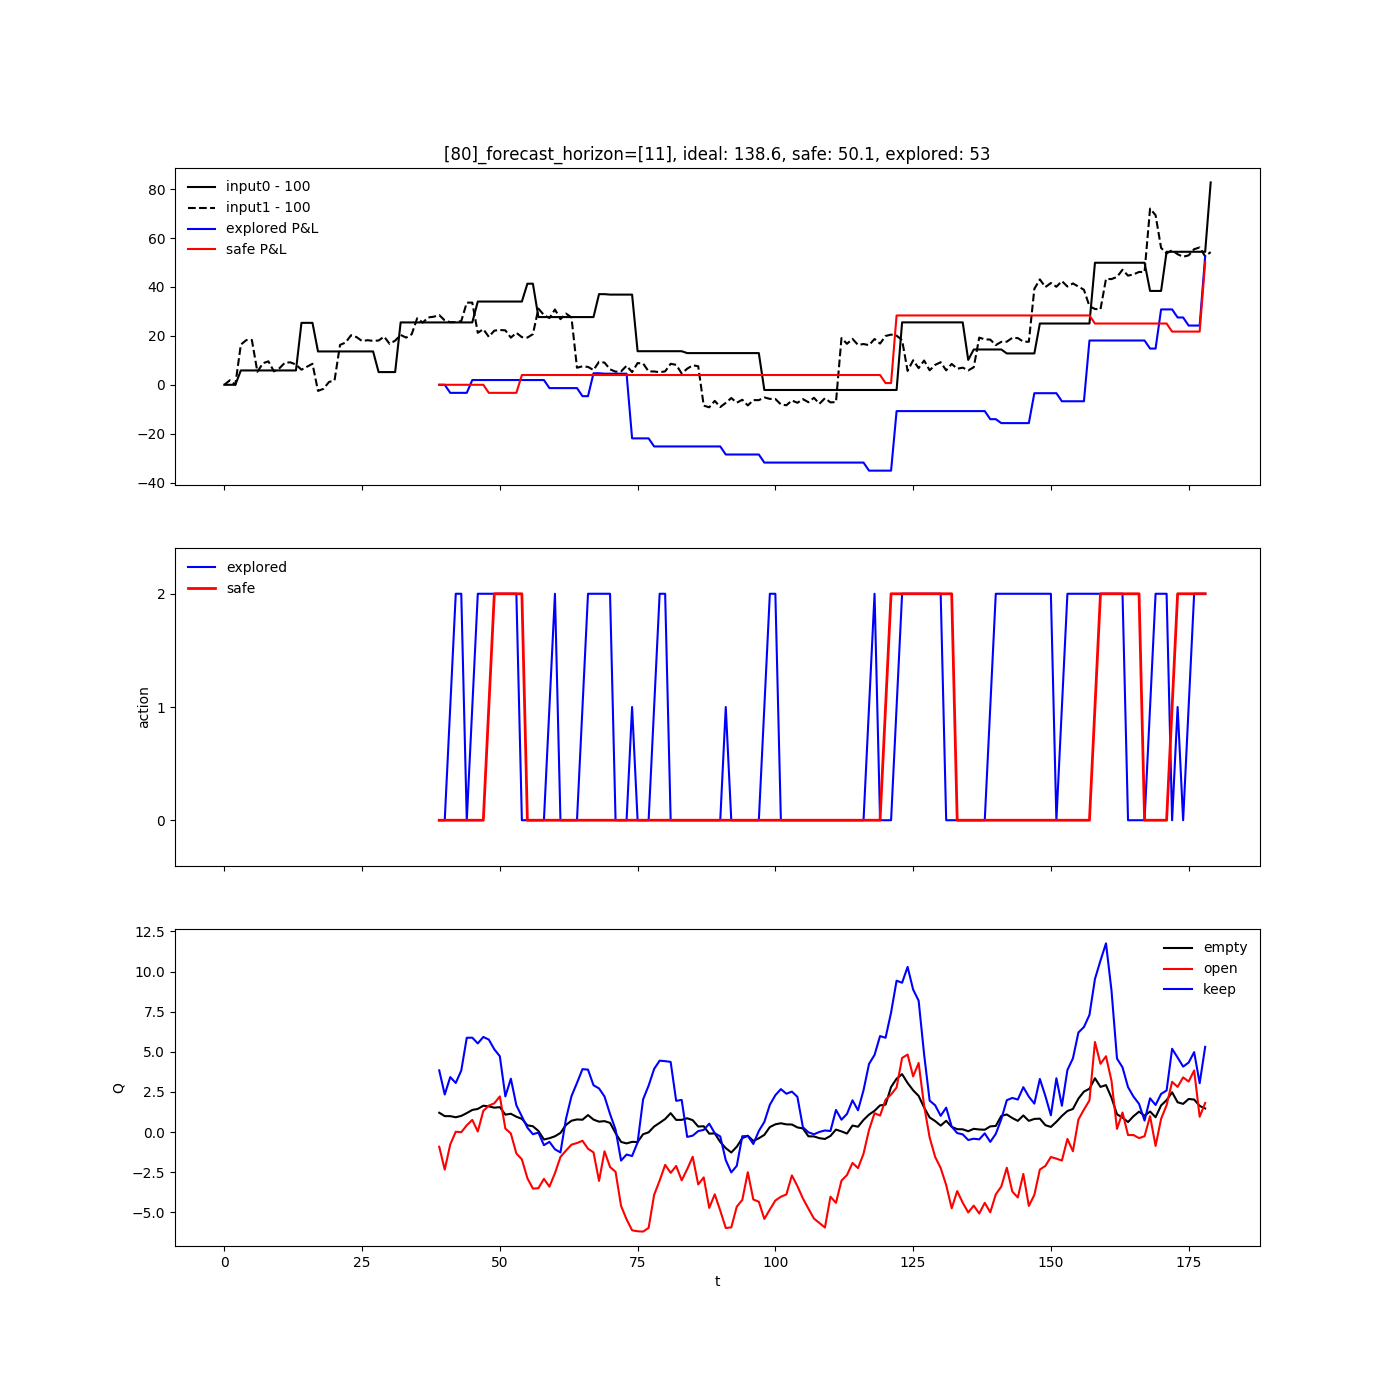 [80]_forecast_horizon=[11], ideal: 138.6, safe: 50.1, explored: 53
80
60
40
20
0
−20
−40
input0 - 100
input1 - 100
explored P&L
safe P&L
action
2
1
0
explored
safe
Q
12.5
10.0
7.5
5.0
2.5
0.0
−2.5
−5.0
empty
open
keep
0 25 50 75 100 125 150 175
t